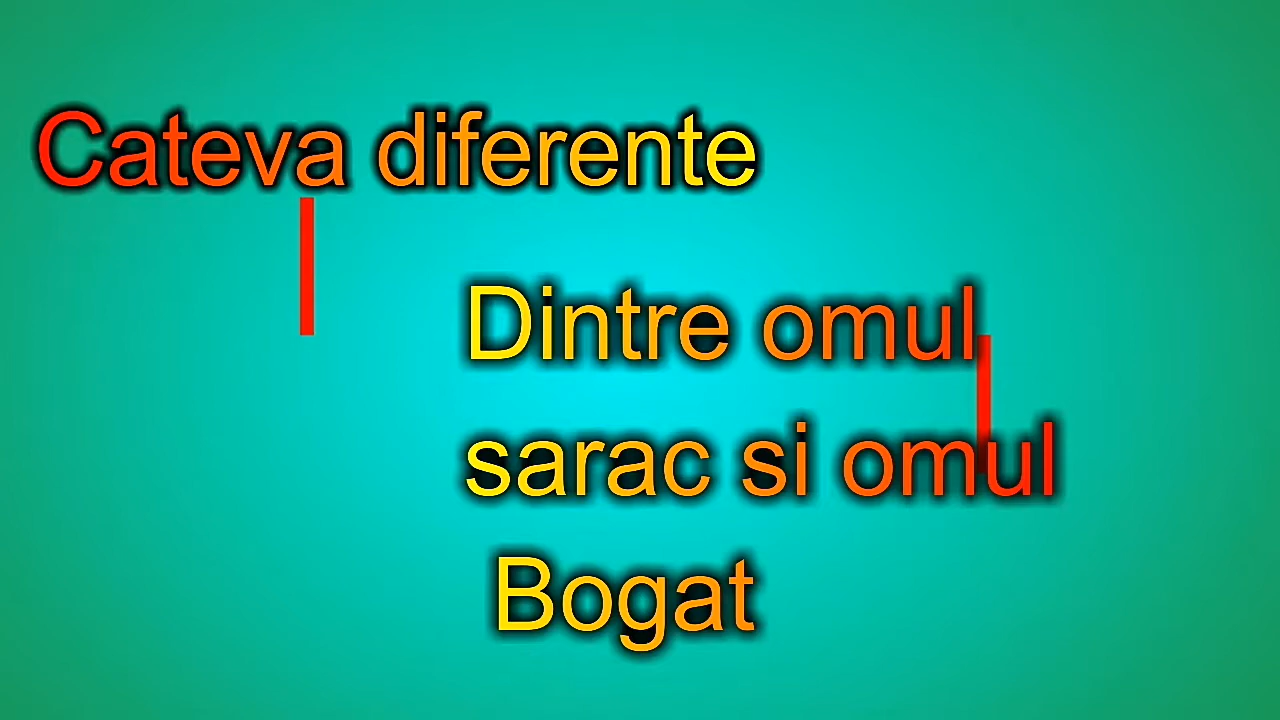 Cateva diferente
Dintre omul
sarac si omul
Bogat